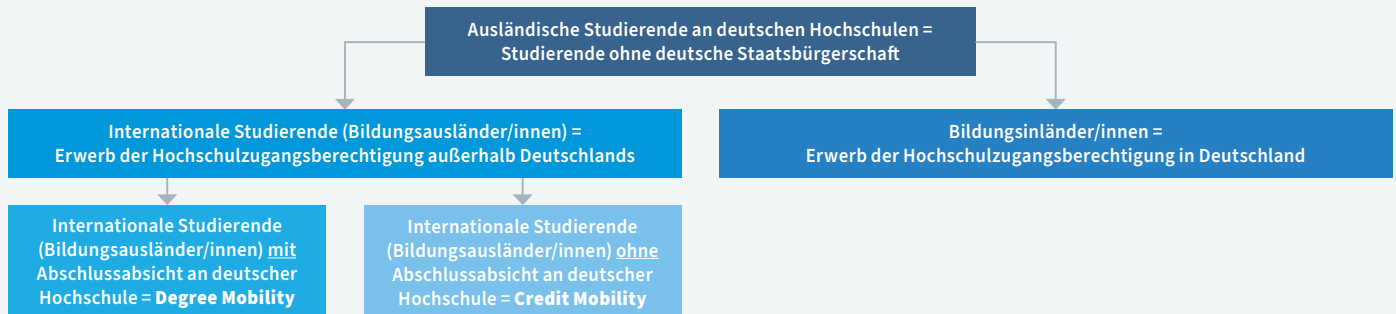 Ausländische Studierende an deutschen Hochschulen =
Studierende ohne deutsche Staatsbürgerschaft
Internationale Studierende (Bildungsausländer/innen) =
Erwerb der Hochschulzugangsberechtigung außerhalb Deutschlands
Bildungsinländer/innen =
Erwerb der Hochschulzugangsberechtigung in Deutschland
Internationale Studierende
(Bildungsausländer/innen) mit
Abschlussabsicht an deutscher
Hochschule = Degree Mobility
Internationale Studierende
(Bildungsausländer/innen) ohne
Abschlussabsicht an deutscher
Hochschule = Credit Mobility